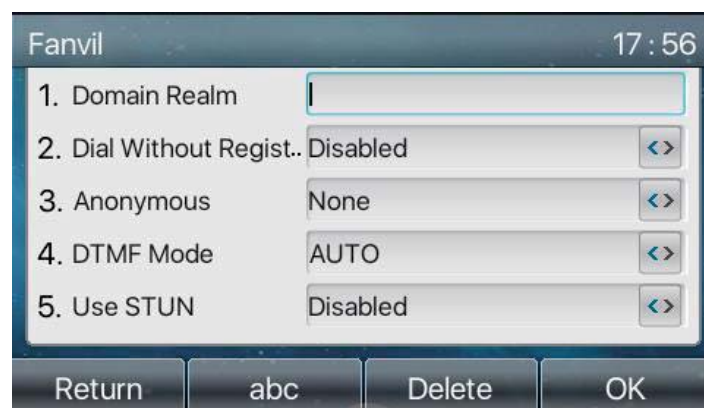 Fanvil 17 : 56
1. Domain Realm
2. Dial Without Regist.. Disabled
3. Anonymous None
4. DTMF Mode AUTO
5. Use STUN Disabled
Return abc Delete OK